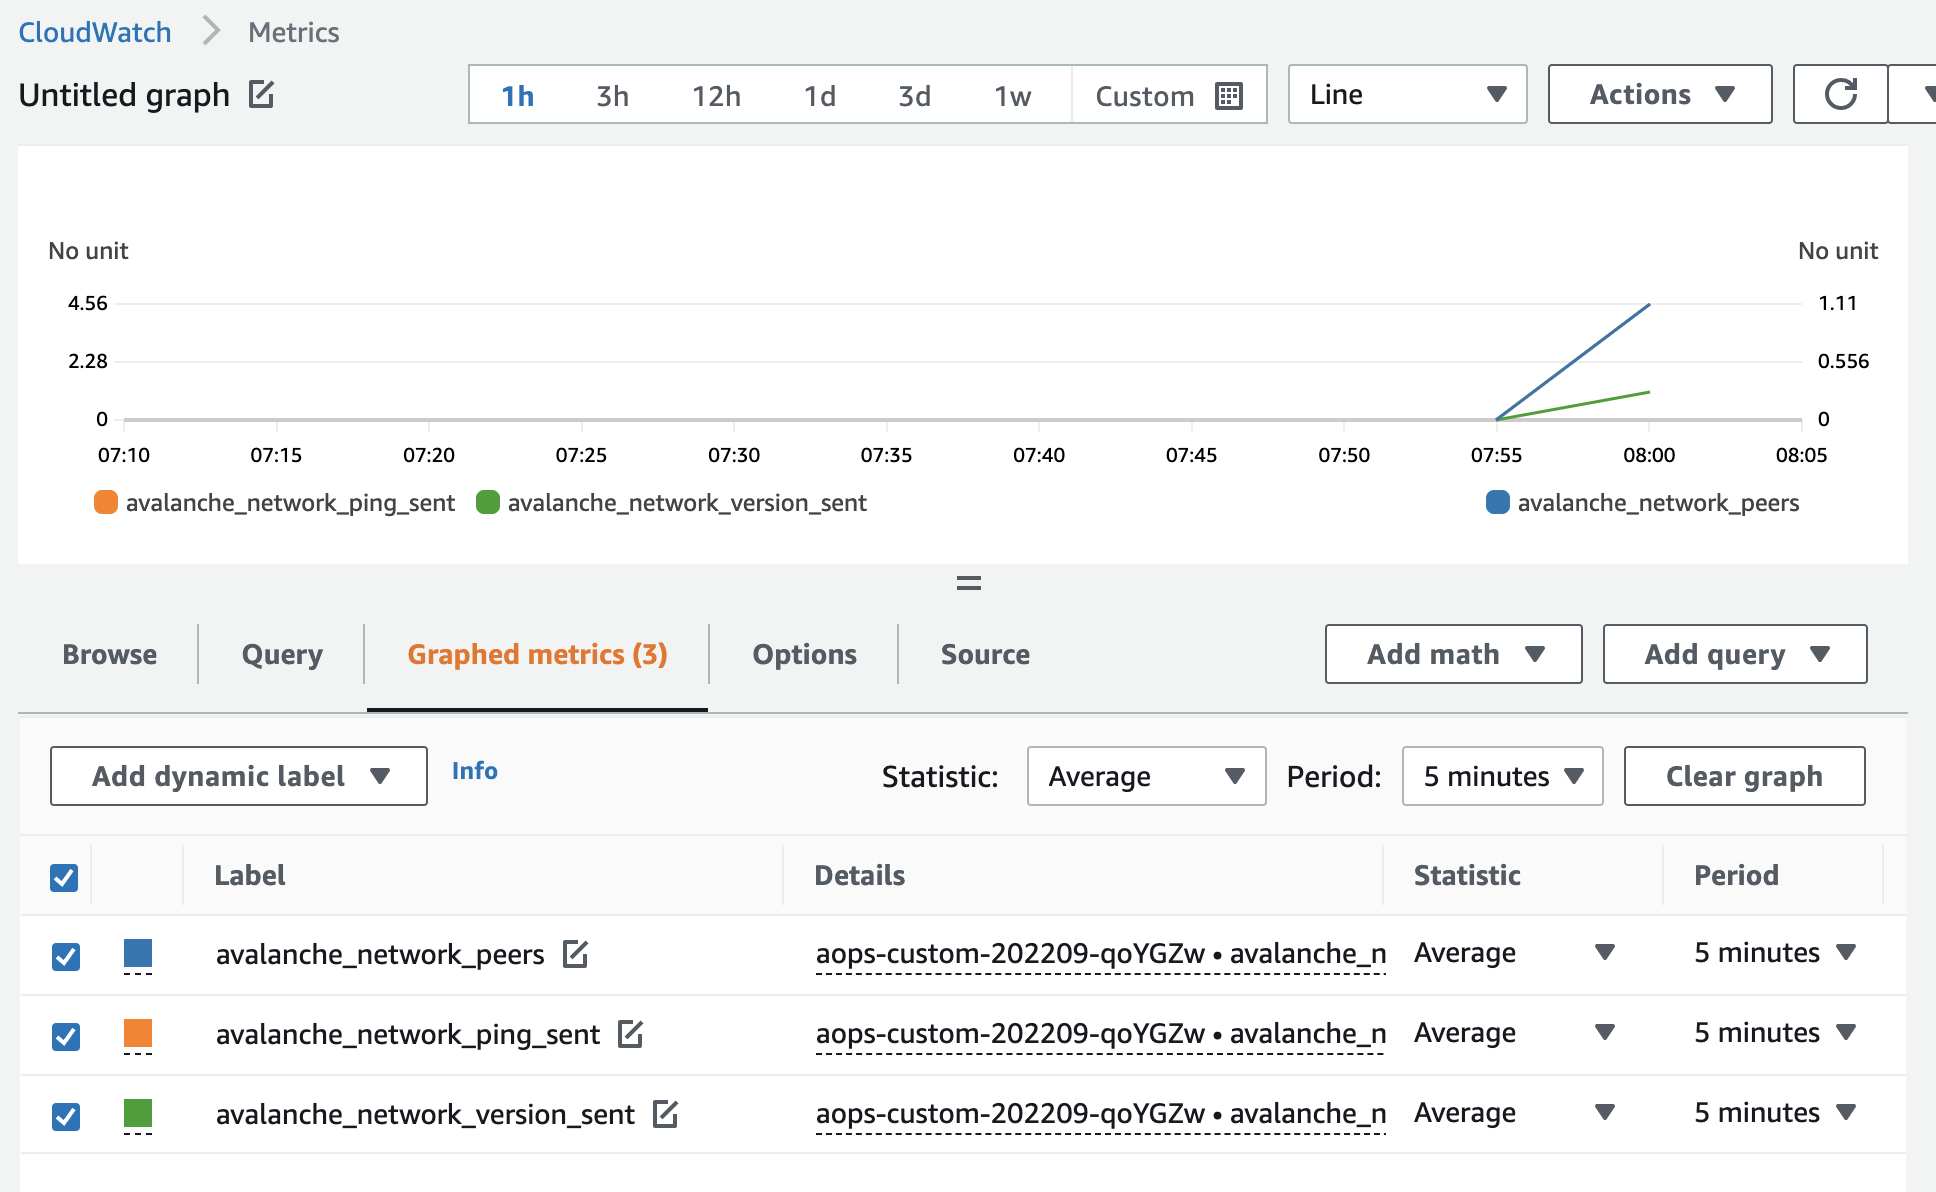 CloudWatch Metrics
Untitled graph 1h 3h 12h 1d 3d 1w Custom Line Actions
No unit No unit
4.56 1.11
2.28 0.556
0 0
07:10 07:15 07:20 07:25 07:30 07:35 07:40 07:45 07:50 07:55 08:00 08:05
avalanche_network_ping_sent avalanche_network_version_sent avalanche_network_peers
Browse Query Graphed metrics (3) Options Source Add math Add query
Add dynamic label Info Statistic: Average Period: 5 minutes Clear graph
Label Details Statistic Period
avalanche_network_peers aops-custom-202209-qoYGZw • avalanche_n Average 5 minutes
avalanche_network_ping_sent aops-custom-202209-qoYGZw • avalanche_n Average 5 minutes
avalanche_network_version_sent aops-custom-202209-qoYGZw • avalanche_n Average 5 minutes